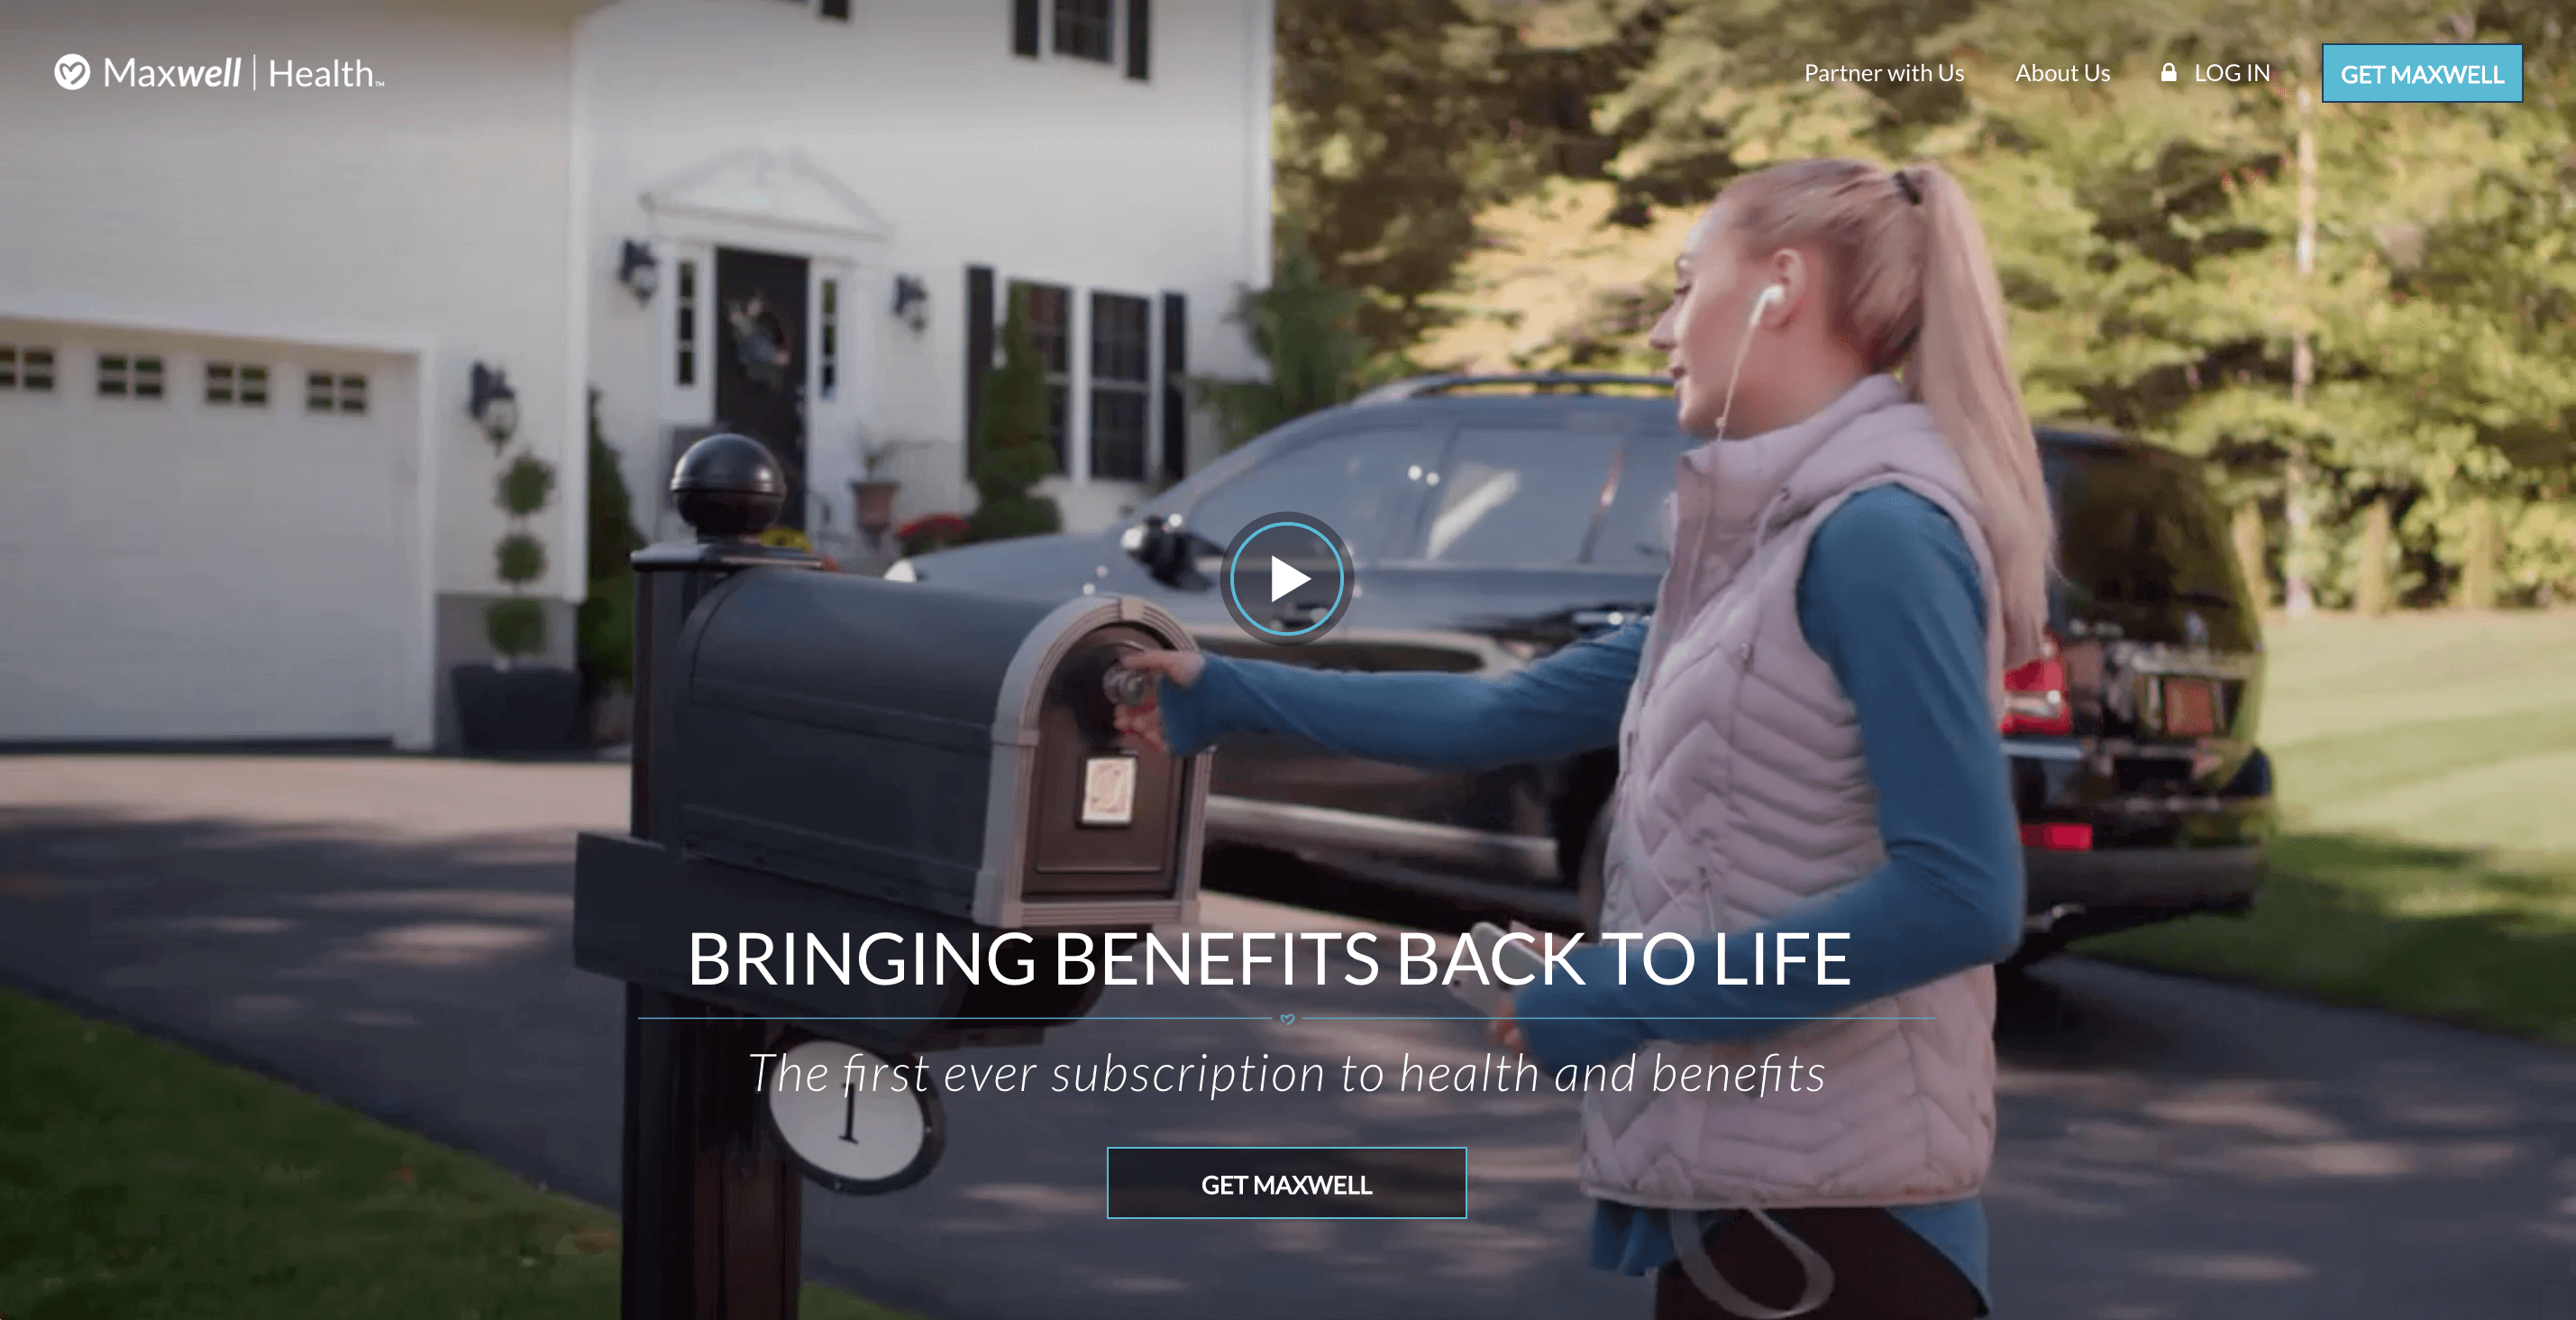 Maxwell | Health™
Partner with Us
About Us
LOG IN
GET MAXWELL
BRINGING BENEFITS BACK TO LIFE
The first ever subscription to health and benefits
1
GET MAXWELL